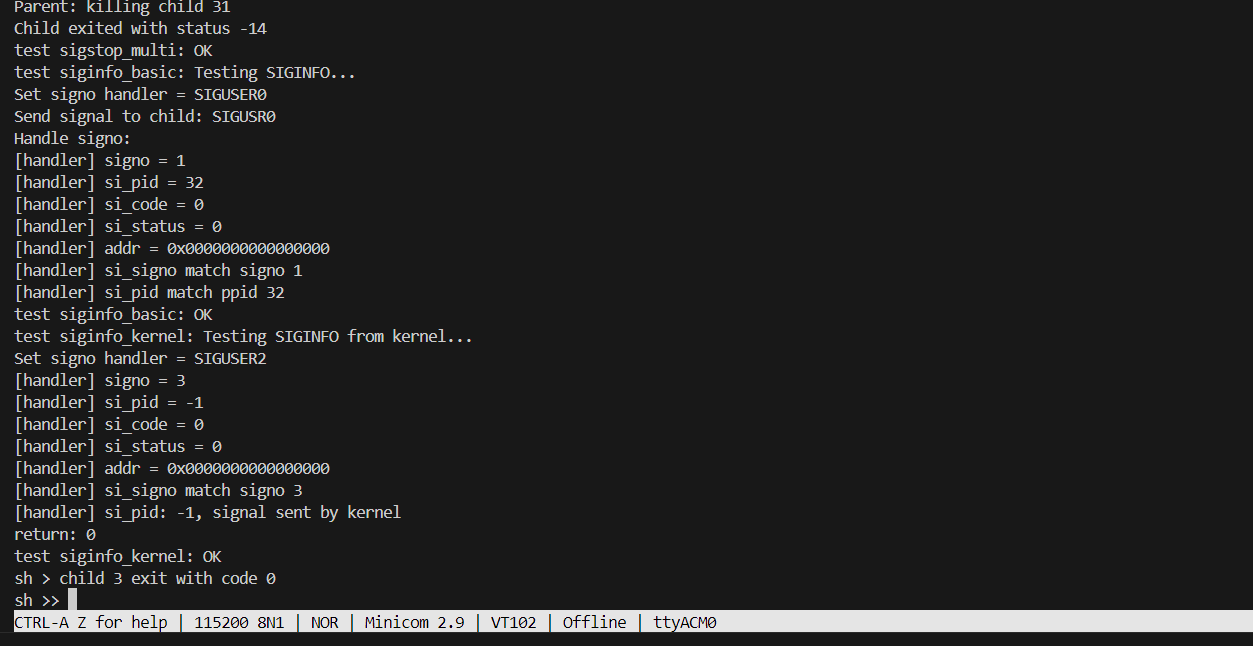 Parent: killing child 31
Child exited with status -14
test sigstop_multi: OK
test siginfo_basic: Testing SIGINFO...
Set signo handler = SIGUSER0
Send signal to child: SIGUSR0
Handle signo:
[handler] signo = 1
[handler] si_pid = 32
[handler] si_code = 0
[handler] si_status = 0
[handler] addr = 0x0000000000000000
[handler] si_signo match signo 1
[handler] si_pid match ppid 32
test siginfo_basic: OK
test siginfo_kernel: Testing SIGINFO from kernel...
Set signo handler = SIGUSER2
[handler] signo = 3
[handler] si_pid = -1
[handler] si_code = 0
[handler] si_status = 0
[handler] addr = 0x0000000000000000
[handler] si_signo match signo 3
[handler] si_pid: -1, signal sent by kernel
return: 0
test siginfo_kernel: OK
sh > child 3 exit with code 0
sh >>
CTRL-A Z for help | 115200 8N1 | NOR | Minicom 2.9 | VT102 | Offline | ttyACM0